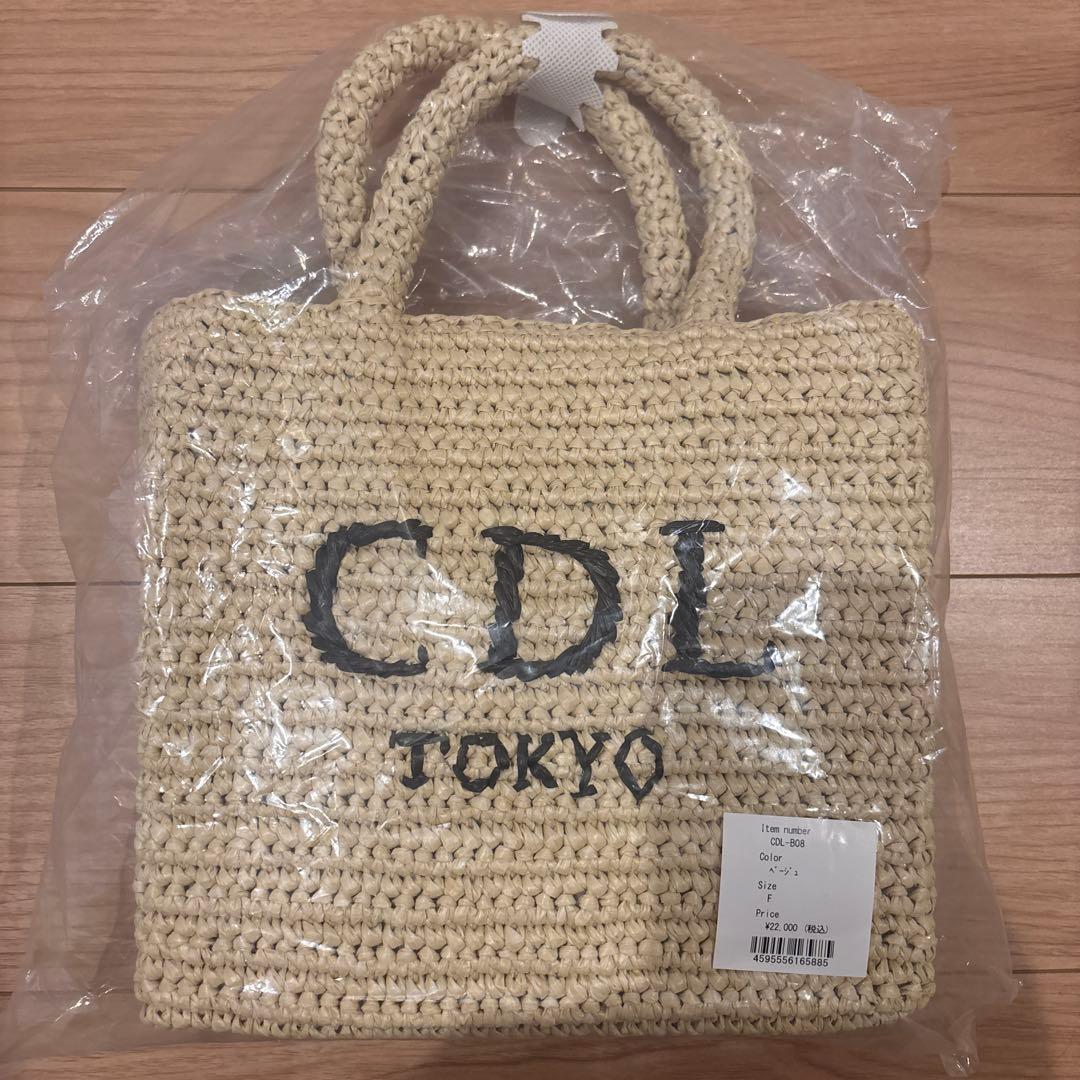 CDL
TOKYO
Item number
CDL-B08
Color
ﾍﾞｰｼﾞｭ
Size
F
Price
¥22,000 (税込)
4595556165885